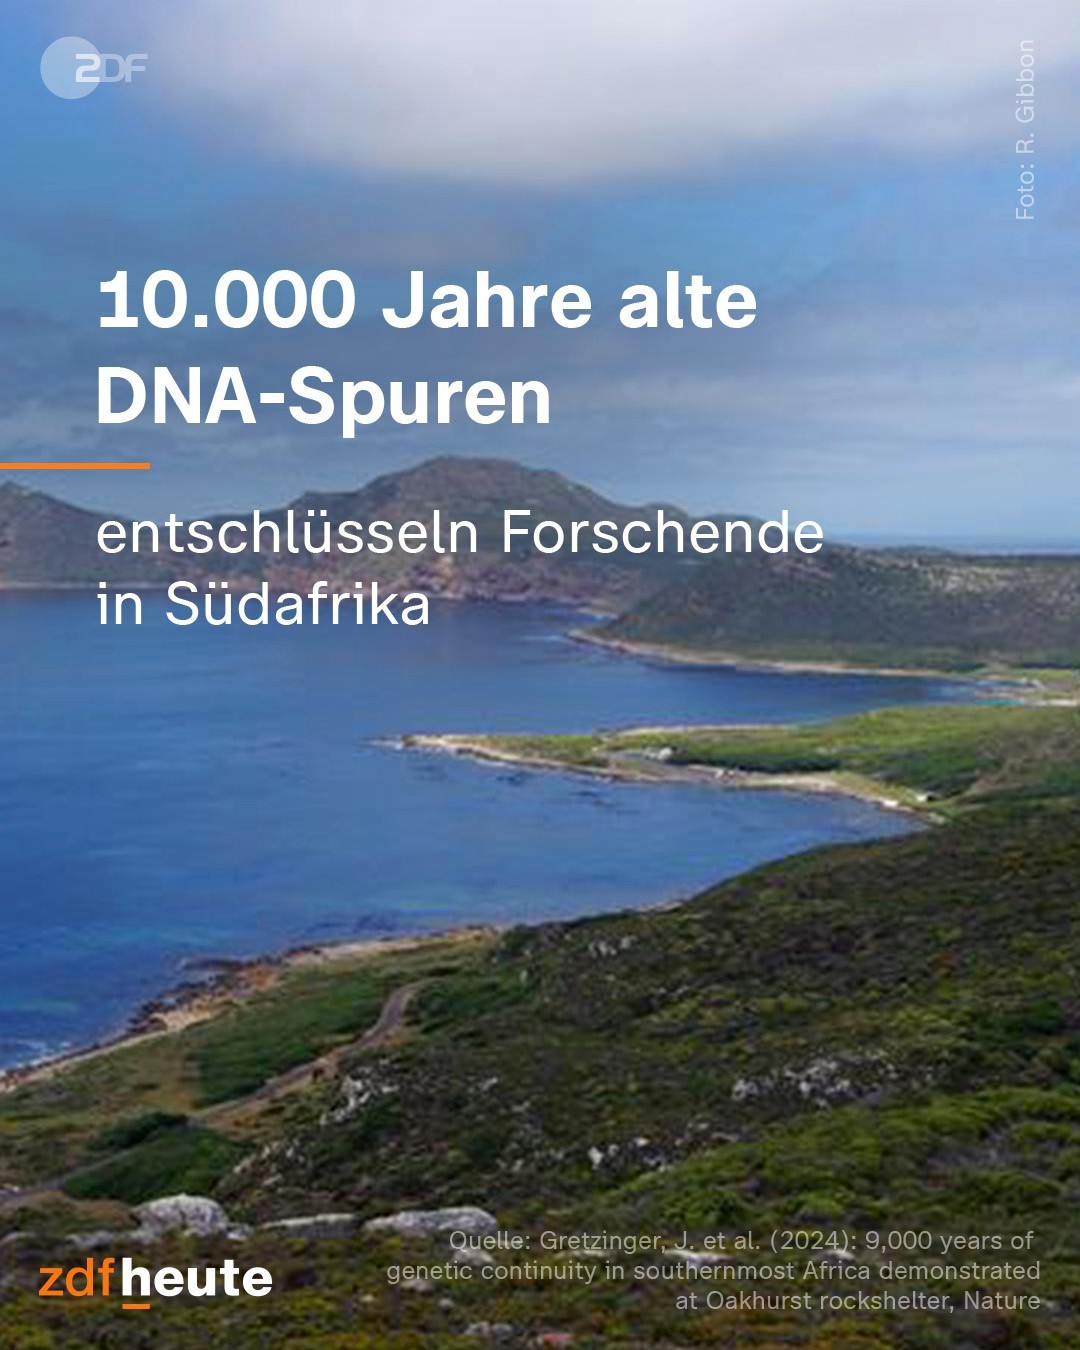 ZDF
Foto: R. Gibbon
10.000 Jahre alte
DNA-Spuren
entschlüsseln Forschende
in Südafrika
zdfheute
Quelle: Gretzinger, J. et al. (2024): 9,000 years of
genetic continuity in southernmost Africa demonstrated
at Oakhurst rockshelter, Nature